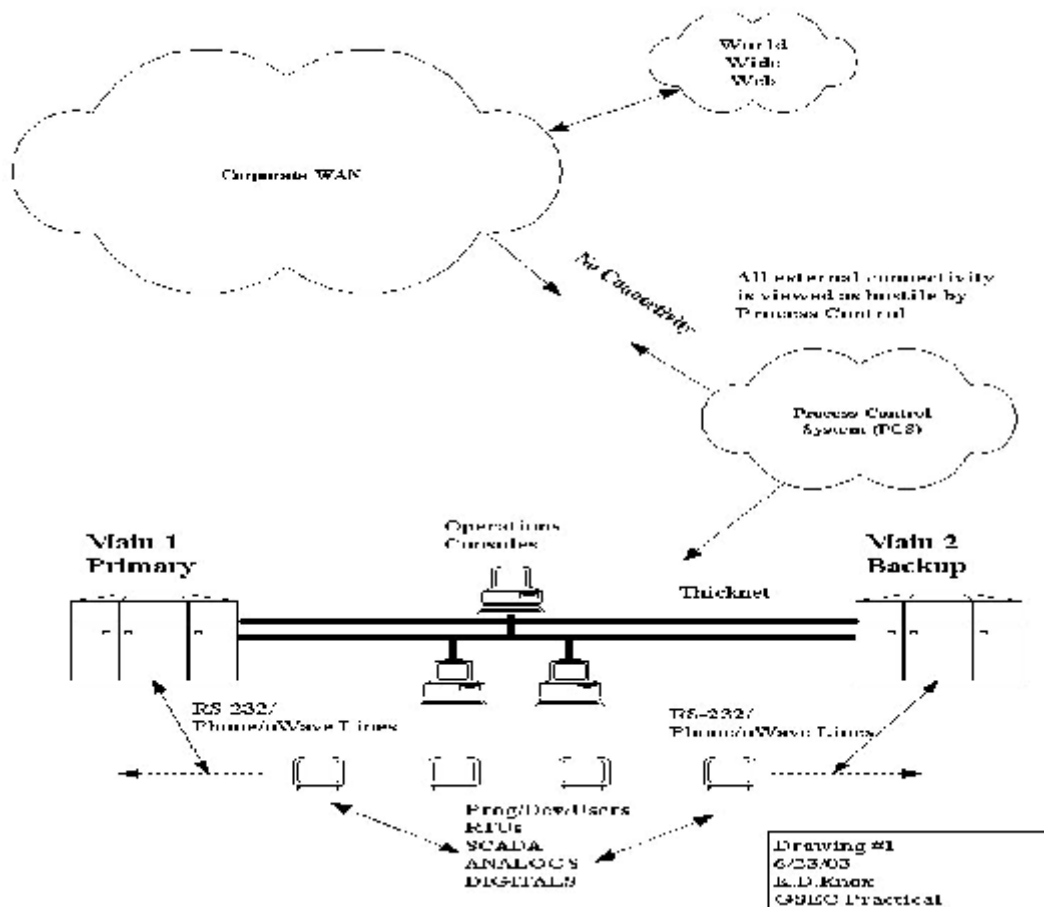 World
Wide
Web
Corporate WAN
No Connectivity
All external connectivity
is viewed as hostile by
Process Control
Process Control
System (PCS)
Operations
Consoles
Main 1
Primary
Main 2
Backup
Thicknet
RS-232/
Phone/uWave Lines
RS-232/
Phone/uWave Lines
Prog/Dev/Users
RTUs
SCADA
ANALOGS
DIGITALS
Drawing #1
6/23/03
K.D.Knox
GSEC Practical